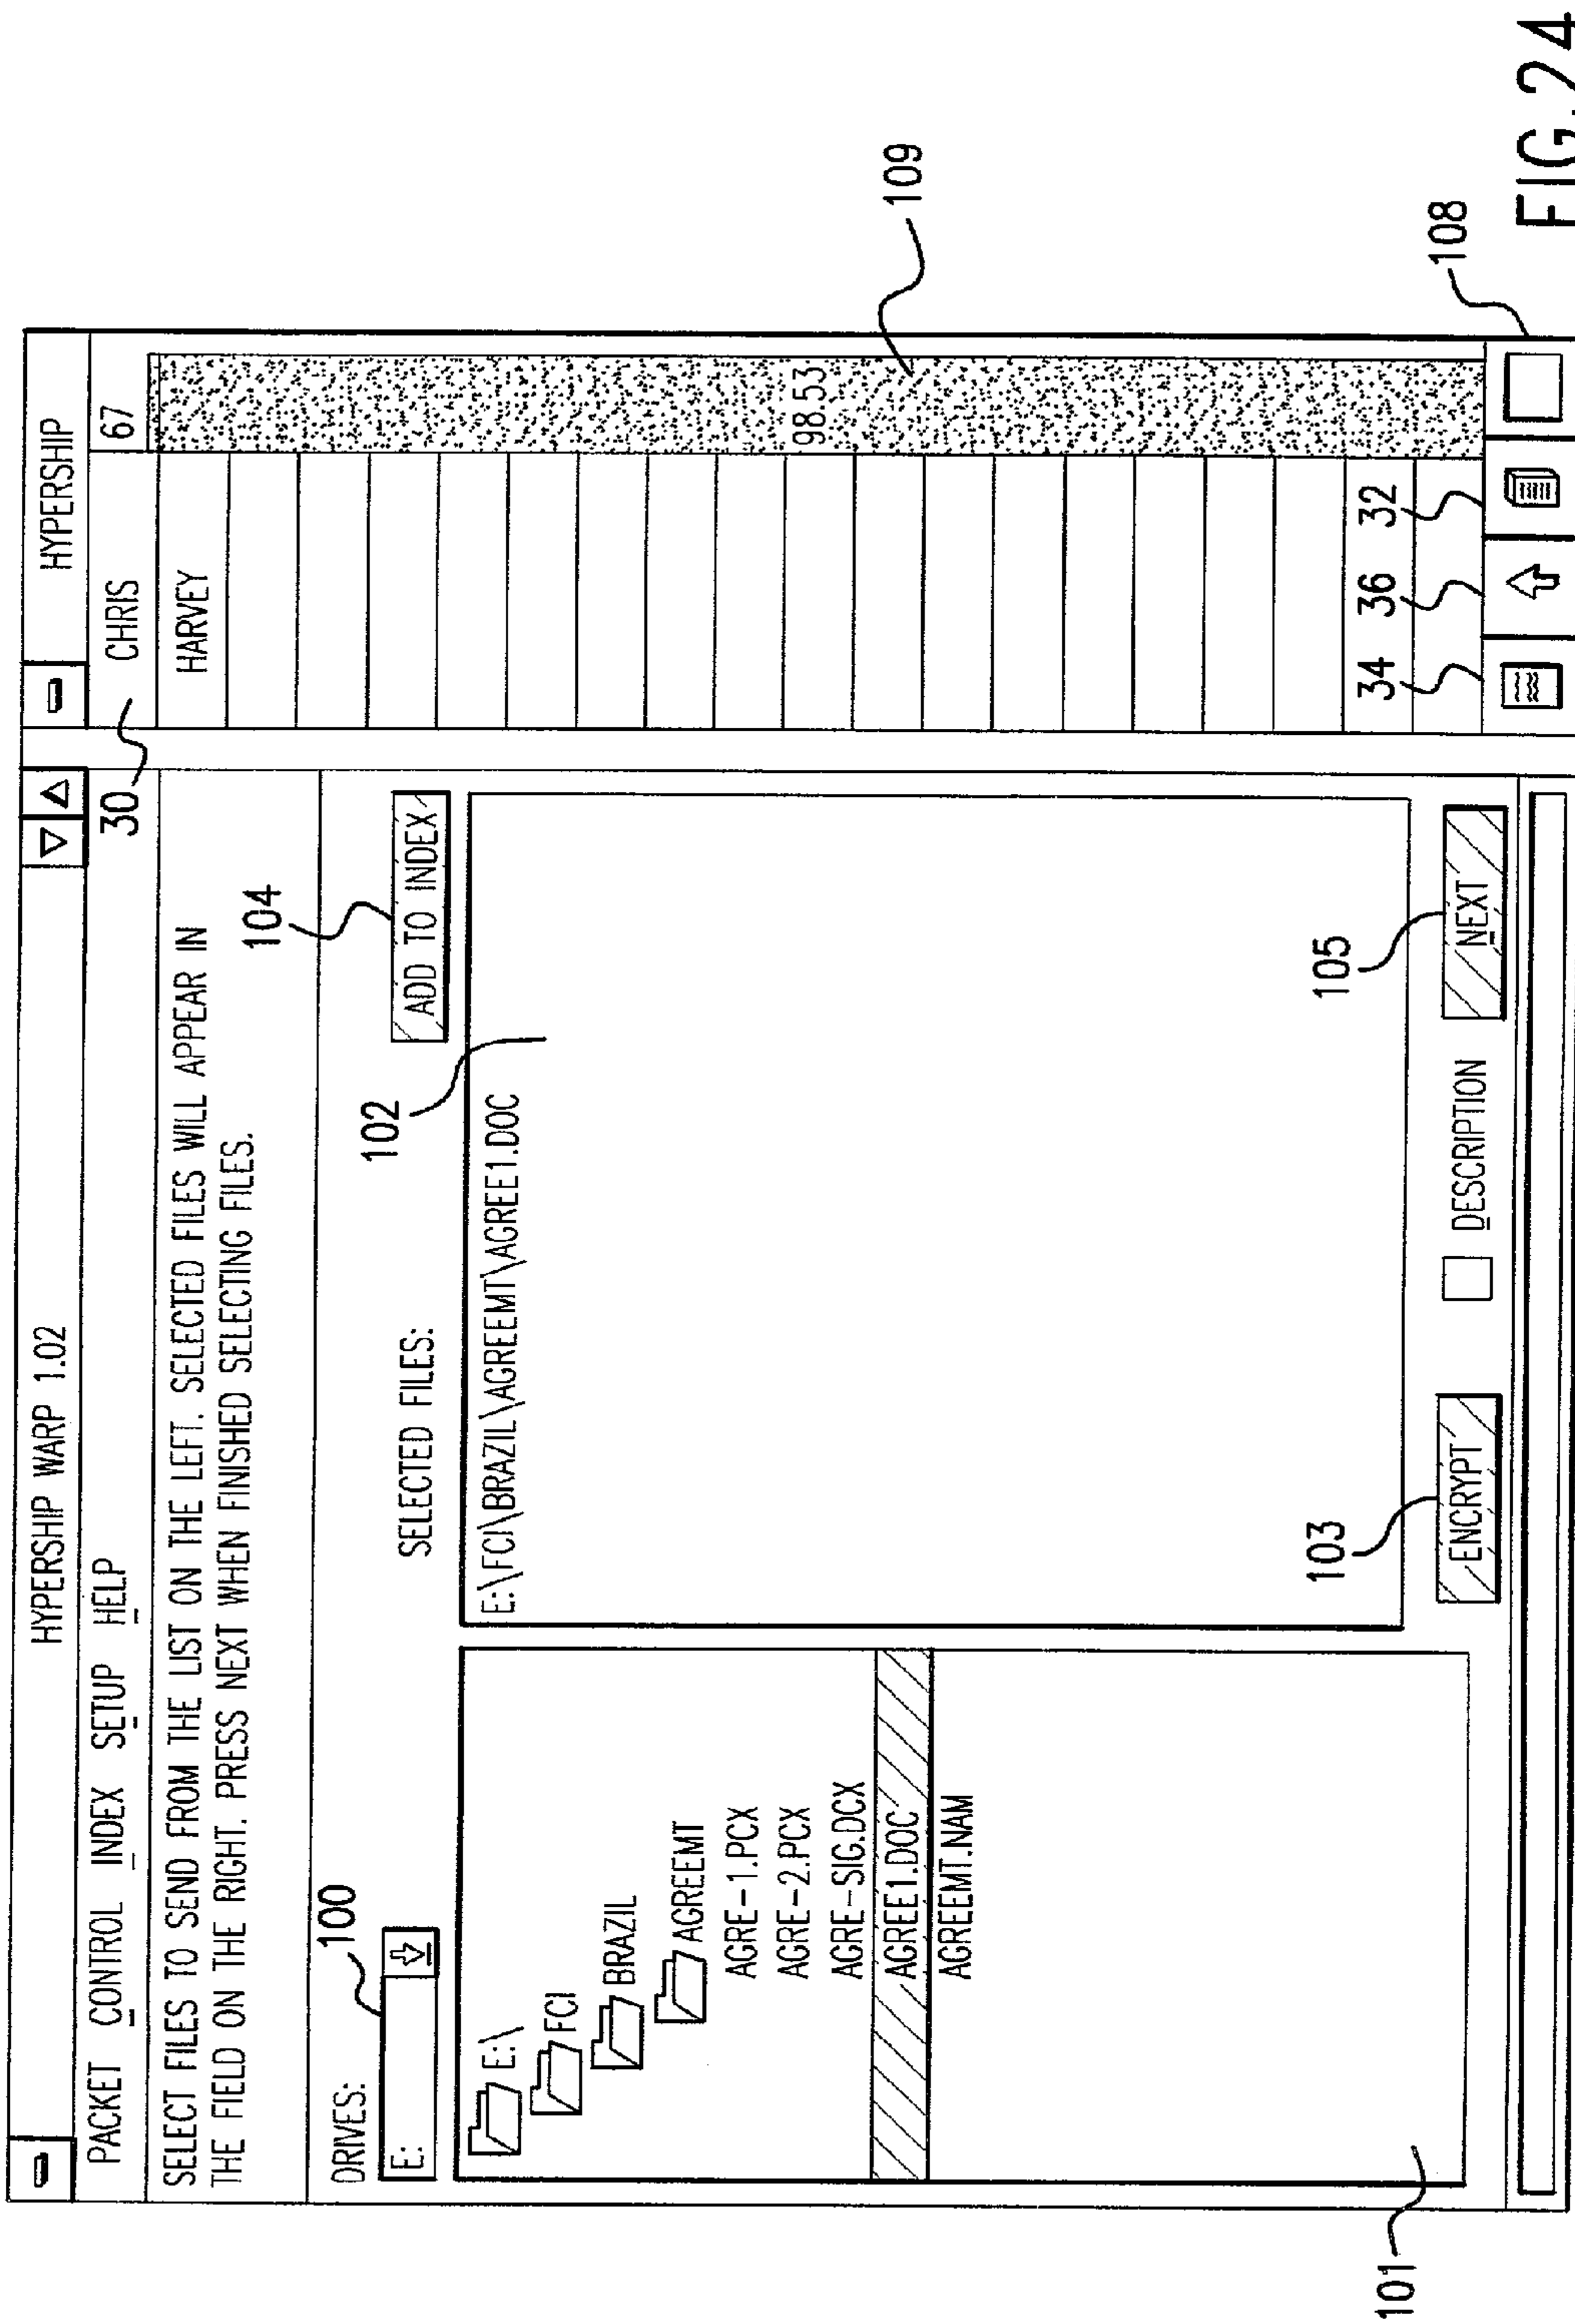 HYPERSHIP WARP 1.02
PACKET CONTROL INDEX SETUP HELP
SELECT FILES TO SEND FROM THE LIST ON THE LEFT. SELECTED FILES WILL APPEAR IN
THE FIELD ON THE RIGHT. PRESS NEXT WHEN FINISHED SELECTING FILES.
DRIVES:
100
E:
SELECTED FILES:
104
ADD TO INDEX
102
E:\
FCI
BRAZIL
AGREEMT
AGRE-1.PCX
AGRE-2.PCX
AGRE-SIG.DCX
AGREE1.DOC
AGREEMT.NAM
101
E:\FCI\BRAZIL\AGREEMT\AGREE1.DOC
103
ENCRYPT
DESCRIPTION
105
NEXT
HYPERSHIP
30
CHRIS
67
HARVEY
98.53
109
34
36
32
108
FIG.24